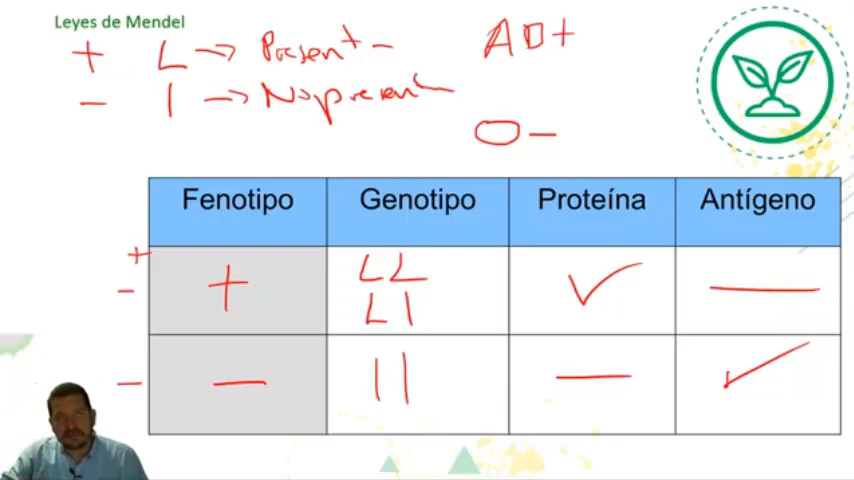 Leyes de Mendel
+ L → Present -
- l → No present
AB+
O-
Fenotipo Genotipo Proteína Antígeno
+
- + LL ✓ —
Ll
- - ll — ✓